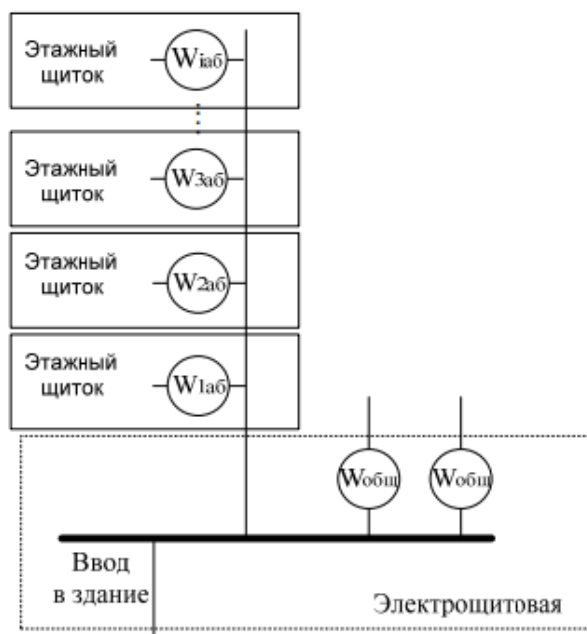 Этажный
щиток
Wiаб
Этажный
щиток
W3аб
Этажный
щиток
W2аб
Этажный
щиток
W1аб
Wобщ
Wобщ
Ввод
в здание
Электрощитовая